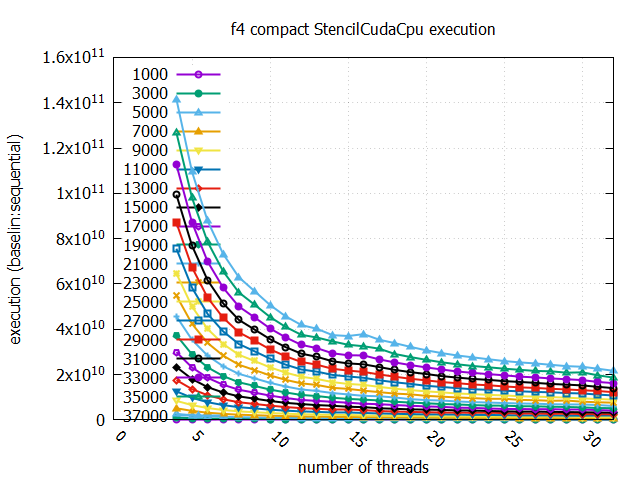 f4 compact StencilCudaCpu execution
execution (baselin:sequential)
1.6x10^11
1.4x10^11
1.2x10^11
1x10^11
8x10^10
6x10^10
4x10^10
2x10^10
0
1000
3000
5000
7000
9000
11000
13000
15000
17000
19000
21000
23000
25000
27000
29000
31000
33000
35000
37000
0 5 10 15 20 25 30
number of threads